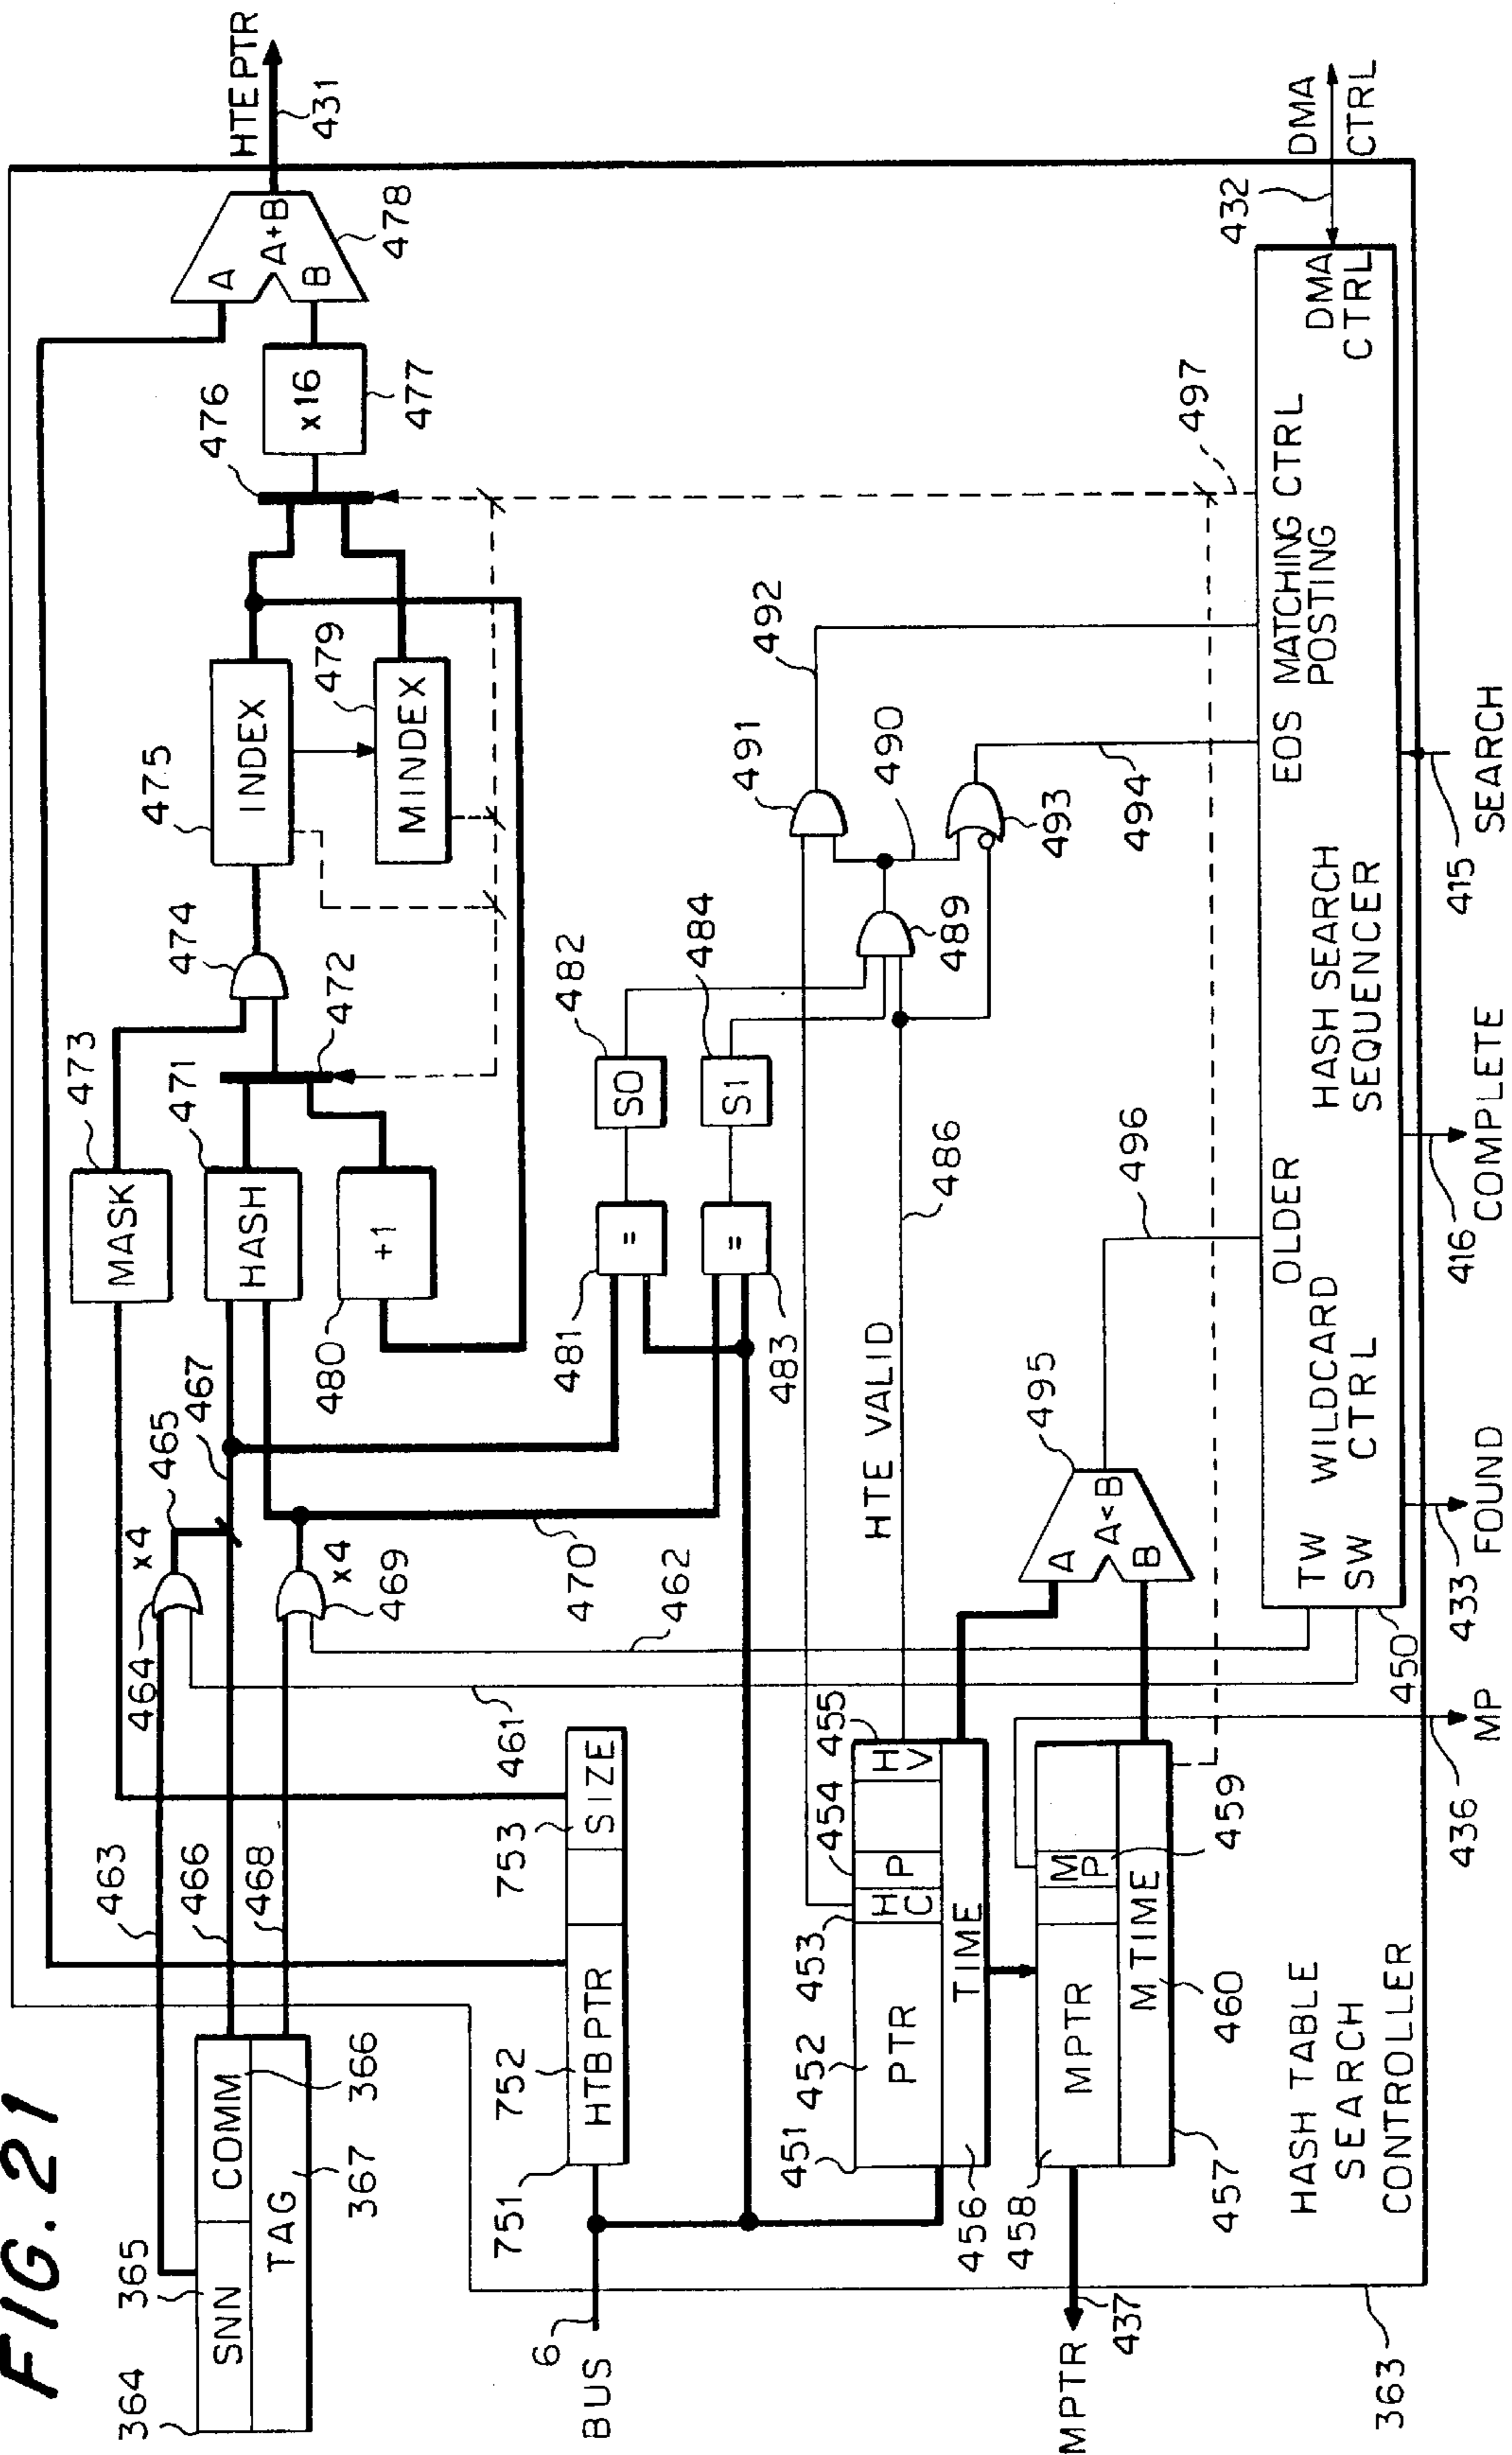 FIG. 21
364
365
SNN
COMM
366
TAG
367
463
466
468
464
x4
465
467
469
x4
470
462
461
473
MASK
471
HASH
472
+1
480
474
475
INDEX
479
MINDEX
476
x16
477
A
A+B
B
478
HTE PTR
431
6
BUS
751
752
HTBPTR
753
SIZE
481
=
482
S0
483
=
484
S1
489
490
491
492
493
494
HTE VALID
486
451
452
PTR
453
H
C
454
P
455
H
V
456
TIME
457
458
MPTR
M
P
459
MTIME
460
MPTR
437
495
A
A<B
B
496
497
432
DMA
CTRL
OLDER
EOS
MATCHING
POSTING
CTRL
DMA
CTRL
WILDCARD
CTRL
HASH SEARCH
SEQUENCER
TW
SW
450
436
MP
433
FOUND
416
COMPLETE
415
SEARCH
HASH TABLE
SEARCH
CONTROLLER
363